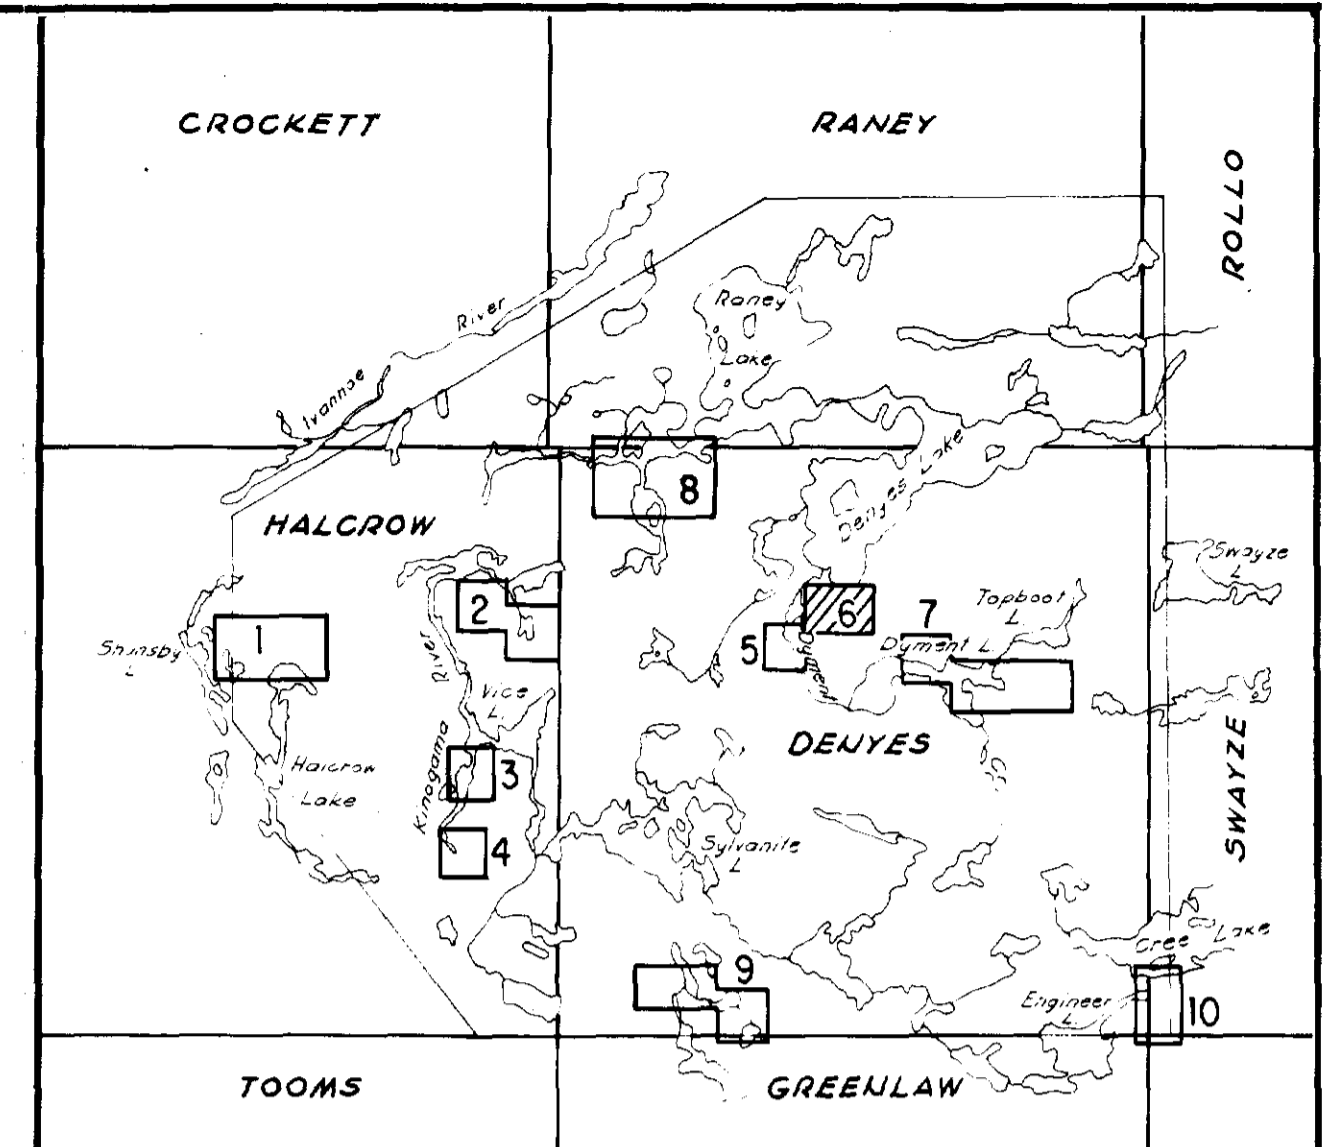 CROCKETT
RANEY
ROLLO
River
Raney
Lake
Ivanhoe
Denyes Lake
8
HALCROW
Swayze
L
2
6
Topboot
L.
7
1
Shunsby
L
5
Dyment L.
Dyment
River
Vice
L
DENYES
SWAYZE
Halcrow
Lake
Kinogama
3
4
Sylvanite
L
Cree Lake
9
Engineer
L.
10
TOOMS
GREENLAW